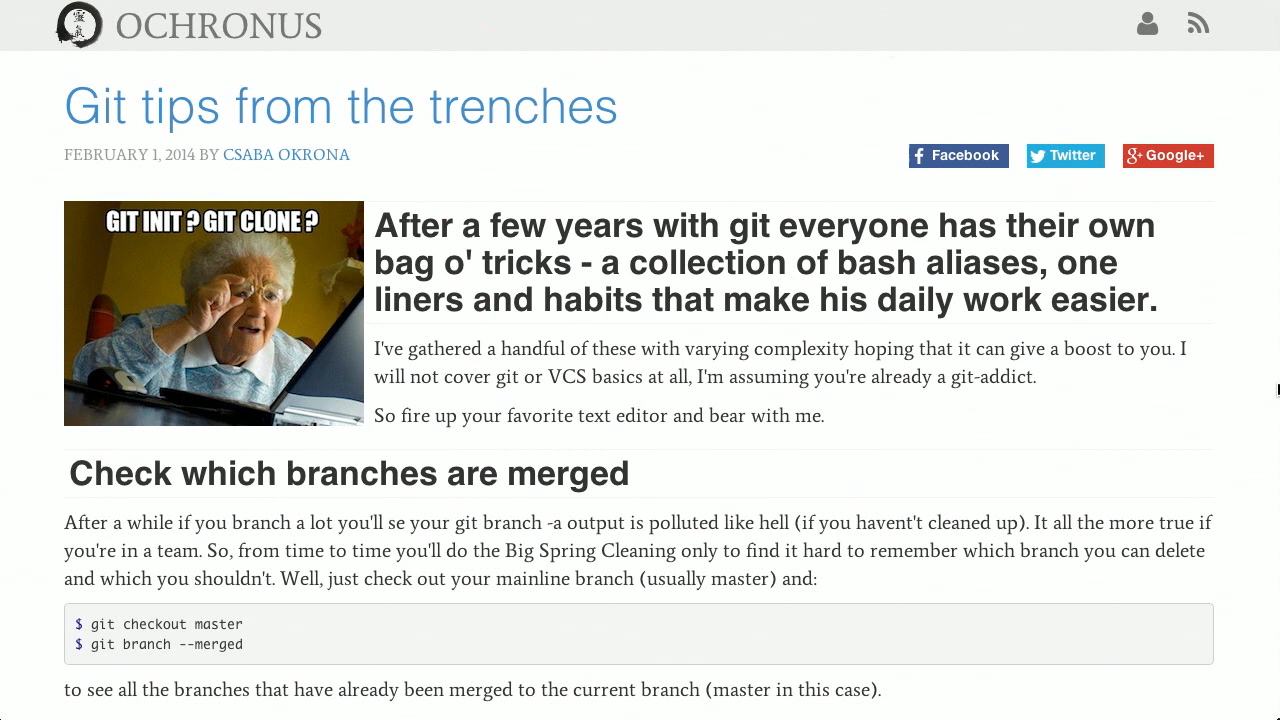 OCHRONUS
Git tips from the trenches
FEBRUARY 1, 2014 BY CSABA OKRONA
Facebook Twitter Google+
GIT INIT ? GIT CLONE ?
After a few years with git everyone has their own
bag o' tricks - a collection of bash aliases, one
liners and habits that make his daily work easier.
I've gathered a handful of these with varying complexity hoping that it can give a boost to you. I
will not cover git or VCS basics at all, I'm assuming you're already a git-addict.
So fire up your favorite text editor and bear with me.
Check which branches are merged
After a while if you branch a lot you'll se your git branch -a output is polluted like hell (if you havent't cleaned up). It all the more true if
you're in a team. So, from time to time you'll do the Big Spring Cleaning only to find it hard to remember which branch you can delete
and which you shouldn't. Well, just check out your mainline branch (usually master) and:
$ git checkout master
$ git branch --merged
to see all the branches that have already been merged to the current branch (master in this case).